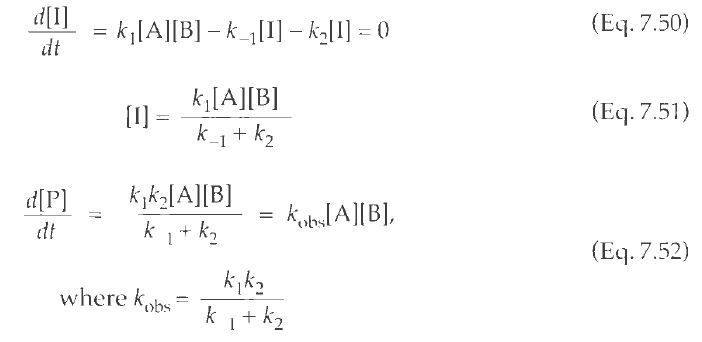 d[I]/dt = k₁[A][B] – k₋₁[I] – k₂[I] = 0 (Eq. 7.50)
[I] = k₁[A][B]/(k₋₁ + k₂) (Eq. 7.51)
d[P]/dt = k₁k₂[A][B]/(k ₁ + k₂) = k_obs[A][B],
(Eq. 7.52)
where k_obs = k₁k₂/(k ₁ + k₂)